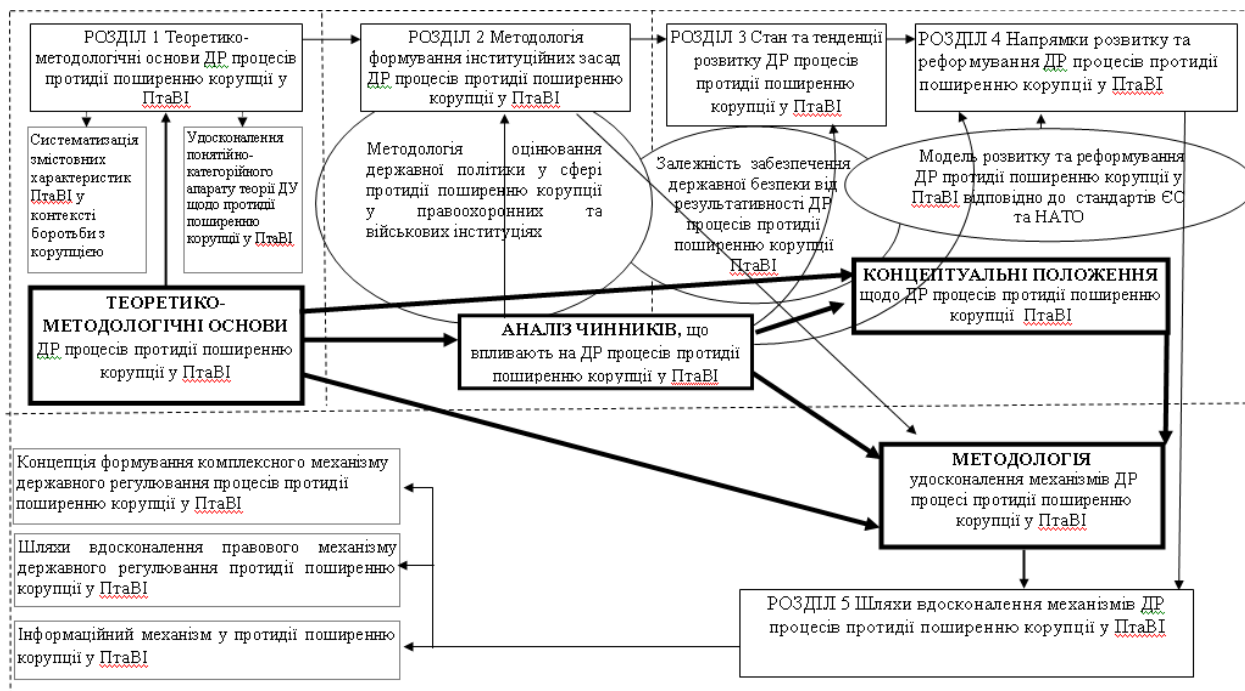 РОЗДІЛ 1 Теоретико-
методологічні основи ДР процесів
протидії поширенню корупції у
ПтаВІ
РОЗДІЛ 2 Методологія
формування інституційних засад
ДР процесів протидії поширенню
корупції у ПтаВІ
РОЗДІЛ 3 Стан та тенденції
розвитку ДР процесів
протидії поширенню
корупції у ПтаВІ
РОЗДІЛ 4 Напрямки розвитку та
реформування ДР процесів протидії
поширенню корупції у ПтаВІ
Систематизація
змістовних
характеристик
ПтаВІ у
контексті
боротьби з
корупцією
Удосконалення
понятійно-
категорійного
апарату теорії ДУ
щодо протидії
поширенню
корупції у ПтаВІ
Методологія оцінювання
державної політики у сфері
протидії поширенню корупції
у правоохоронних та
військових інституціях
Залежність забезпечення
державної безпеки від
результативності ДР
процесів протидії
поширенню корупції
ПтаВІ
Модель розвитку та реформування
ДР протидії поширенню корупції у
ПтаВІ відповідно до стандартів ЄС
та НАТО
ТЕОРЕТИКО-
МЕТОДОЛОГІЧНІ ОСНОВИ
ДР процесів протидії поширенню
корупції у ПтаВІ
АНАЛІЗ ЧИННИКІВ, що
впливають на ДР процесів протидії
поширенню корупції у ПтаВІ
КОНЦЕПТУАЛЬНІ ПОЛОЖЕННЯ
щодо ДР процесів протидії поширенню
корупції ПтаВІ
МЕТОДОЛОГІЯ
удосконалення механізмів ДР
процесі протидії поширенню
корупції у ПтаВІ
Концепція формування комплексного механізму
державного регулювання процесів протидії
поширенню корупції у ПтаВІ
Шляхи вдосконалення правового механізму
державного регулювання протидії поширенню
корупції у ПтаВІ
Інформаційний механізм у протидії поширенню
корупції у ПтаВІ
РОЗДІЛ 5 Шляхи вдосконалення механізмів ДР
процесів протидії поширенню корупції у ПтаВІ